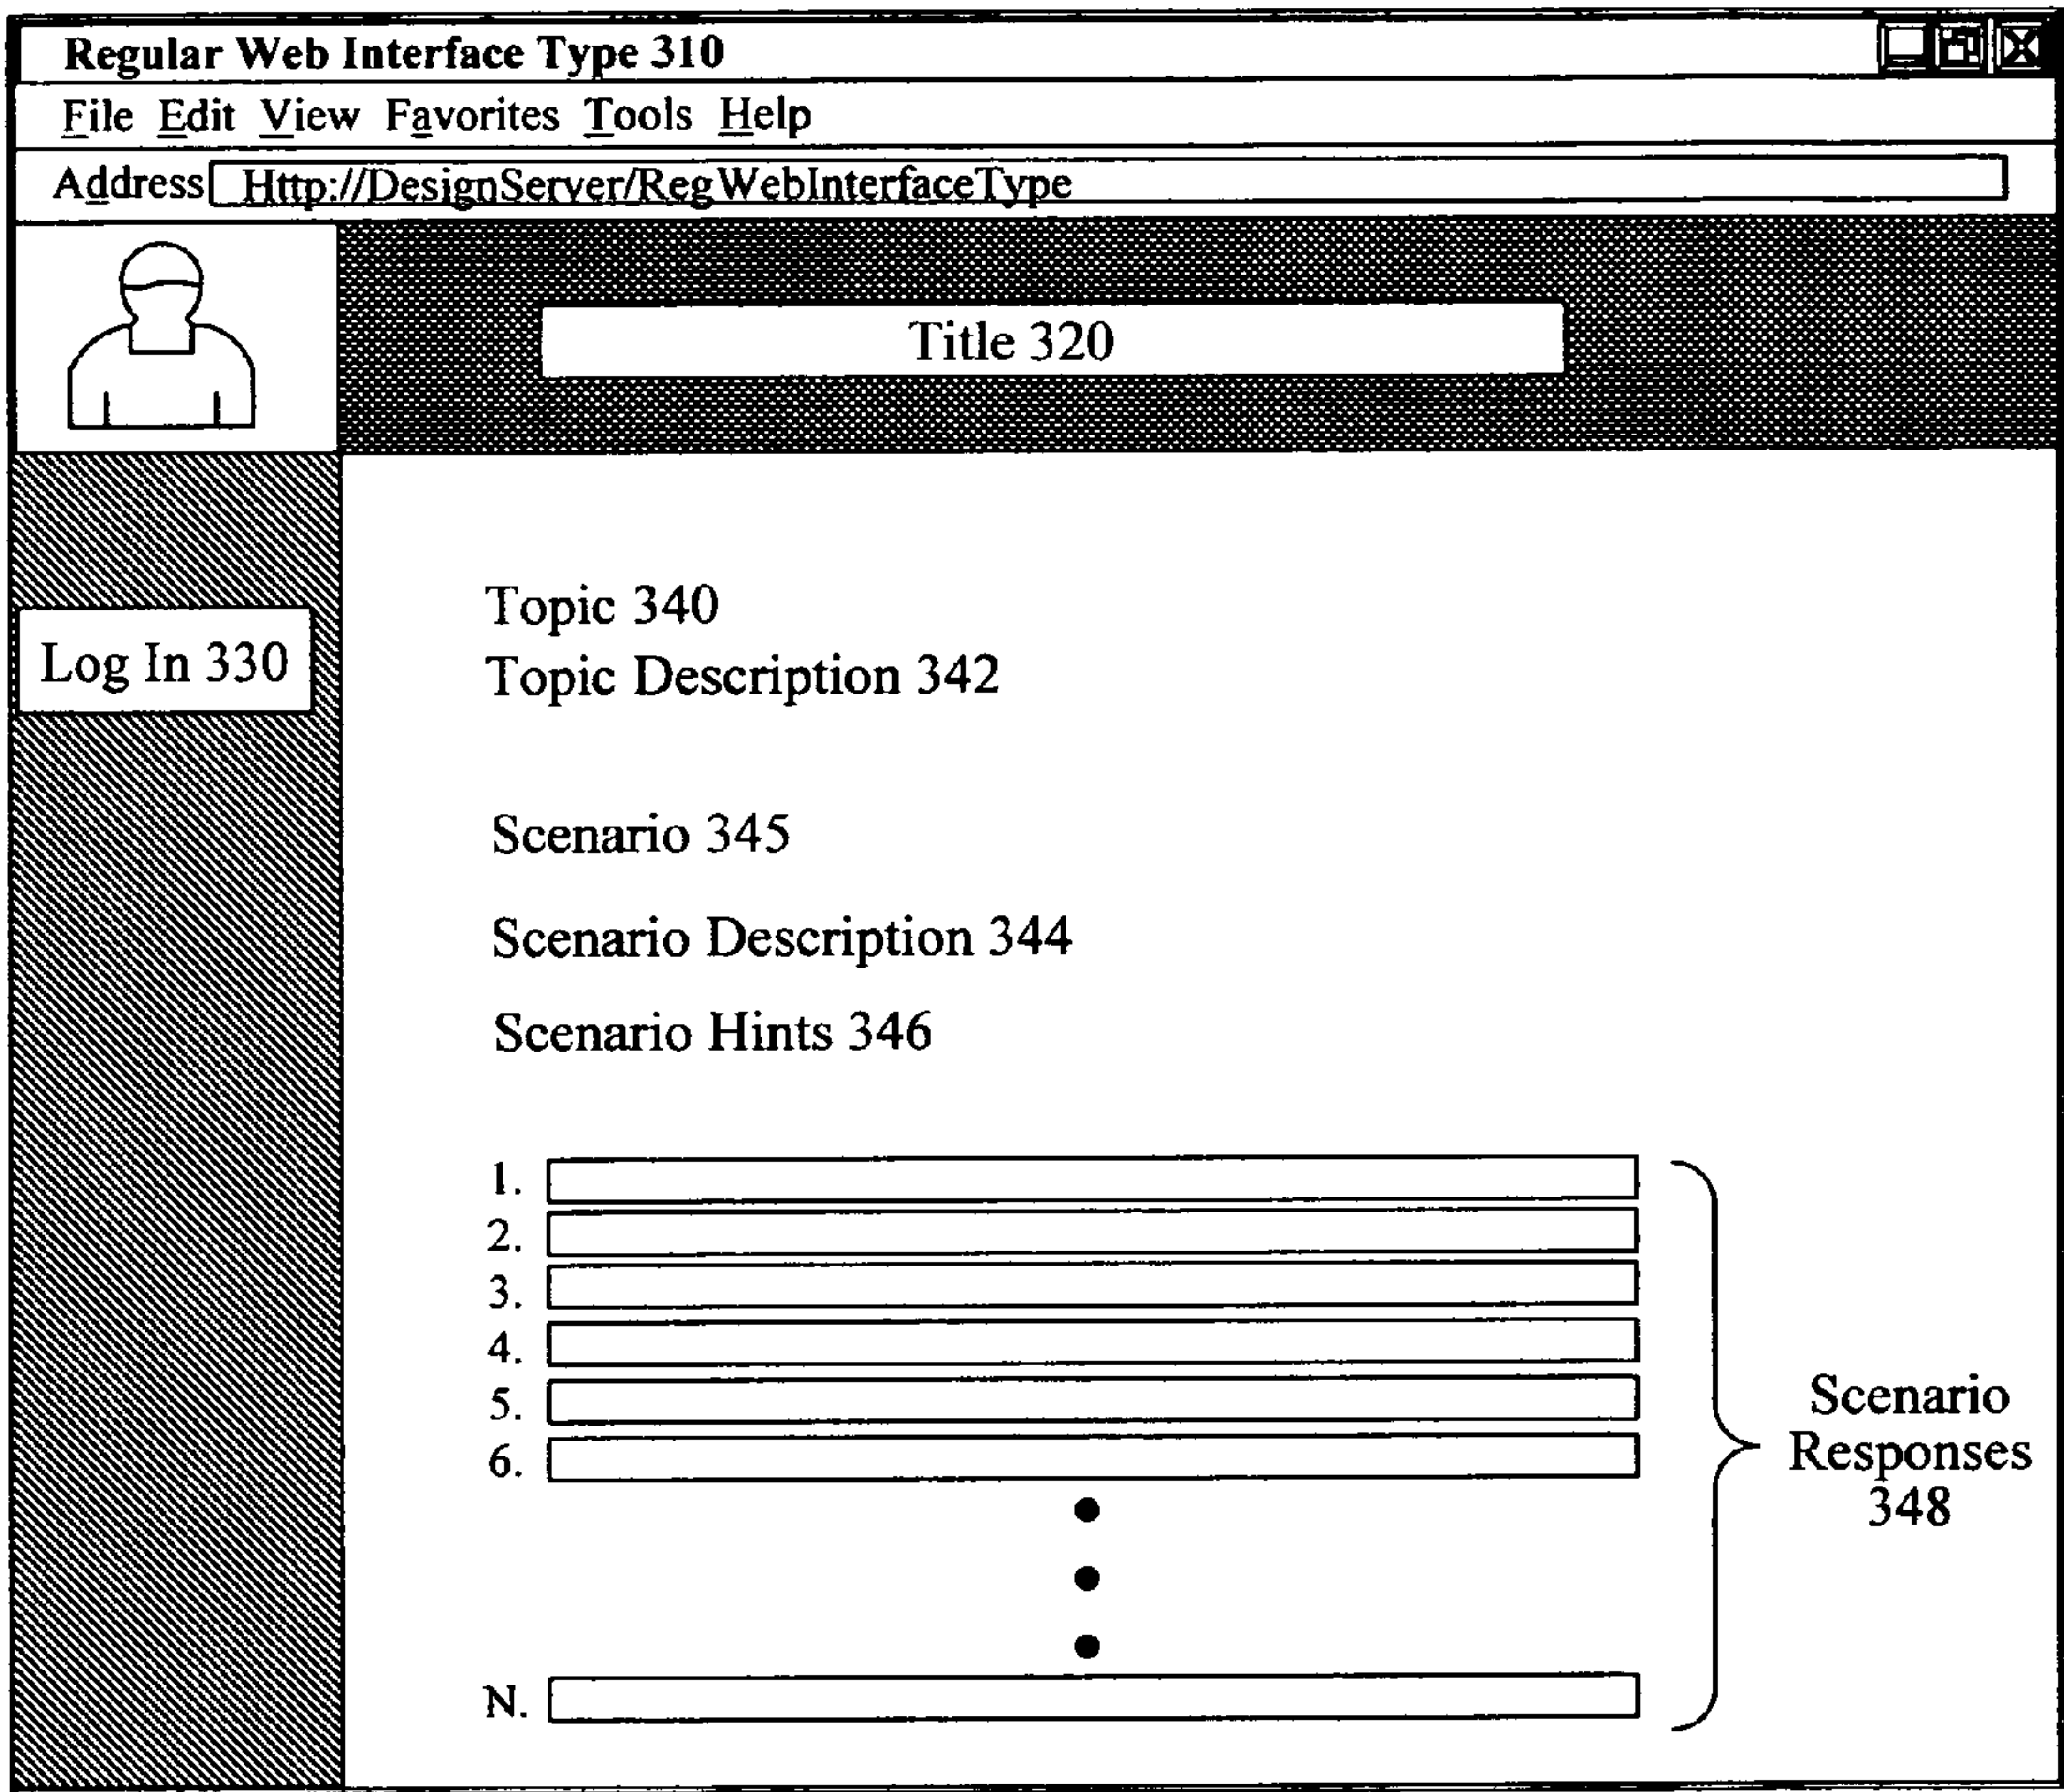 Regular Web Interface Type 310
File Edit View Favorites Tools Help
Address Http://DesignServer/RegWebInterfaceType
Title 320
Log In 330
Topic 340
Topic Description 342
Scenario 345
Scenario Description 344
Scenario Hints 346
1.
2.
3.
4.
5.
6.
N.
Scenario
Responses
348